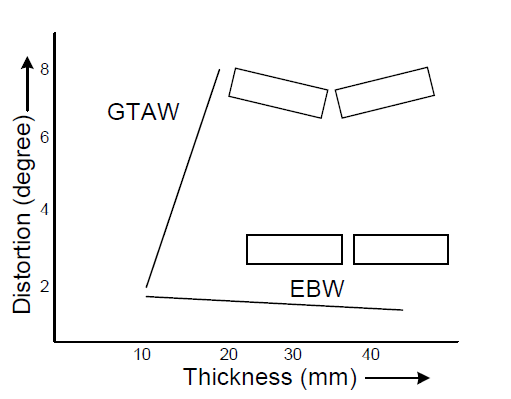 8
GTAW
6
4
2
EBW
10 20 30 40
Distortion (degree)
Thickness (mm)